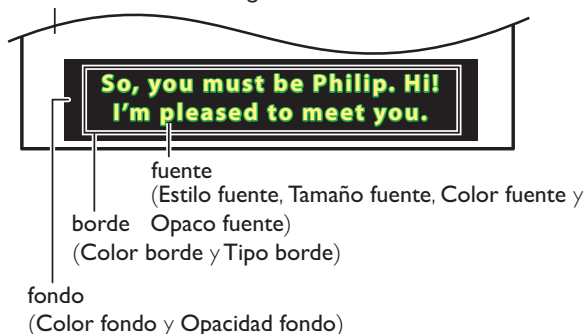 So, you must be Philip. Hi!
I'm pleased to meet you.
fuente
(Estilo fuente, Tamaño fuente, Color fuente y
borde Opaco fuente)
(Color borde y Tipo borde)
fondo
(Color fondo y Opacidad fondo)